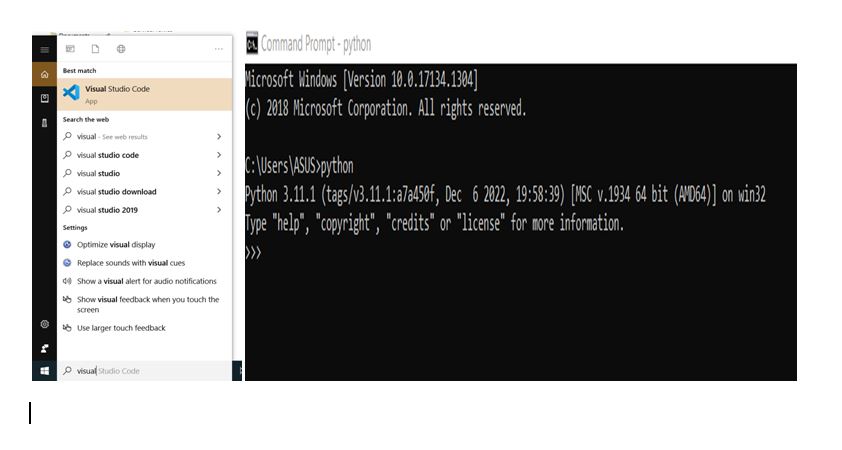 Best match
Visual Studio Code
App
Search the web
visual - See web results
visual studio code
visual studio
visual studio download
visual studio 2019
Settings
Optimize visual display
Replace sounds with visual cues
Show a visual alert for audio notifications
Show visual feedback when you touch the
screen
Use larger touch feedback
visual Studio Code
Command Prompt - python
Microsoft Windows [Version 10.0.17134.1304]
(c) 2018 Microsoft Corporation. All rights reserved.
C:\Users\ASUS>python
Python 3.11.1 (tags/v3.11.1:a7a450f, Dec  6 2022, 19:58:39) [MSC v.1934 64 bit (AMD64)] on win32
Type "help", "copyright", "credits" or "license" for more information.
>>>